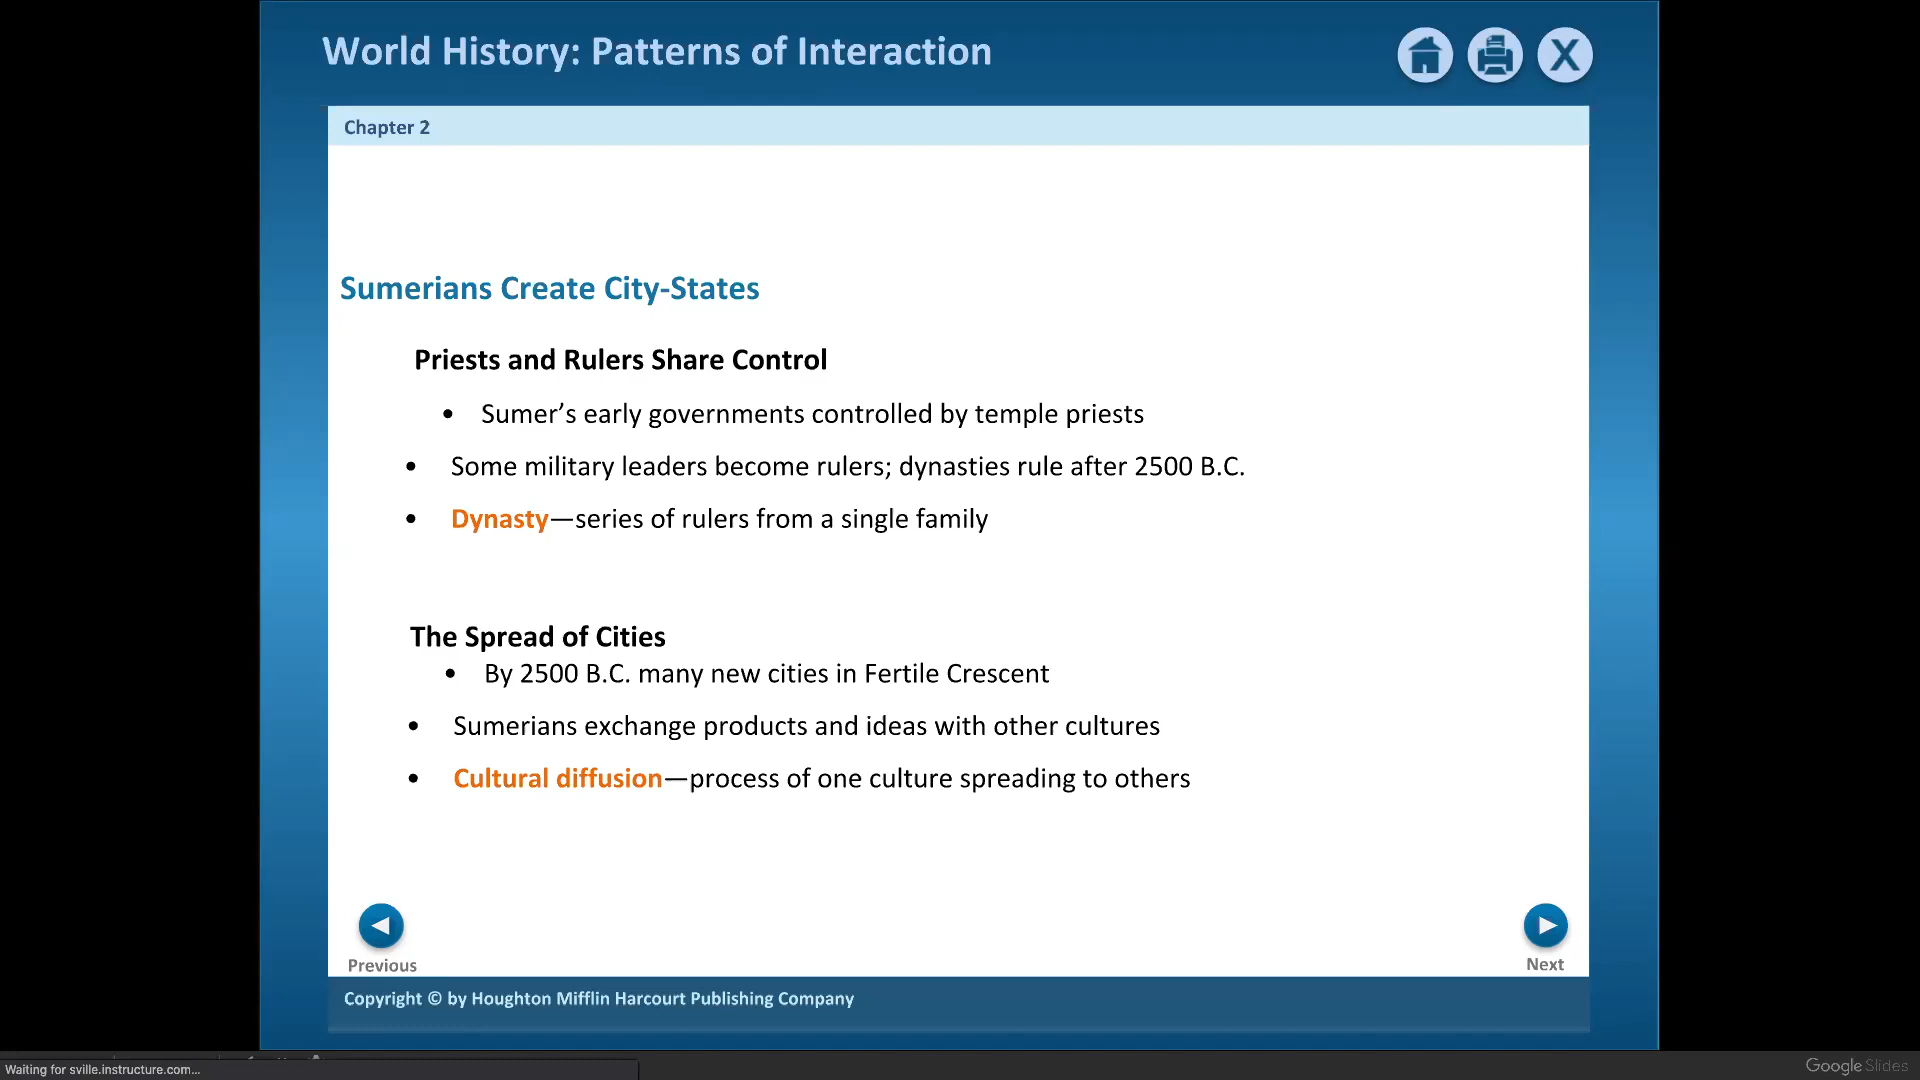 World History: Patterns of Interaction
Chapter 2
Sumerians Create City-States
Priests and Rulers Share Control
• Sumer’s early governments controlled by temple priests
• Some military leaders become rulers; dynasties rule after 2500 B.C.
• Dynasty—series of rulers from a single family
The Spread of Cities
• By 2500 B.C. many new cities in Fertile Crescent
• Sumerians exchange products and ideas with other cultures
• Cultural diffusion—process of one culture spreading to others
Previous
Next
Copyright © by Houghton Mifflin Harcourt Publishing Company
Waiting for sville.instructure.com...
Google Slides